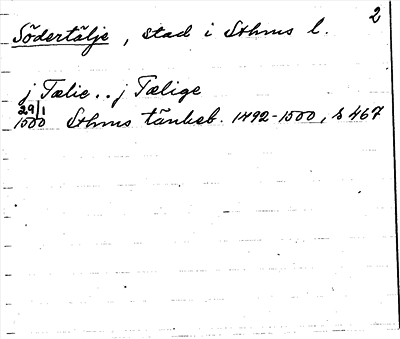 2
Södertälje, stad i Sthms l.
j Tælie.. j Tælige
29/1
1500 Sthms tänkeb. 1492-1500, s 467